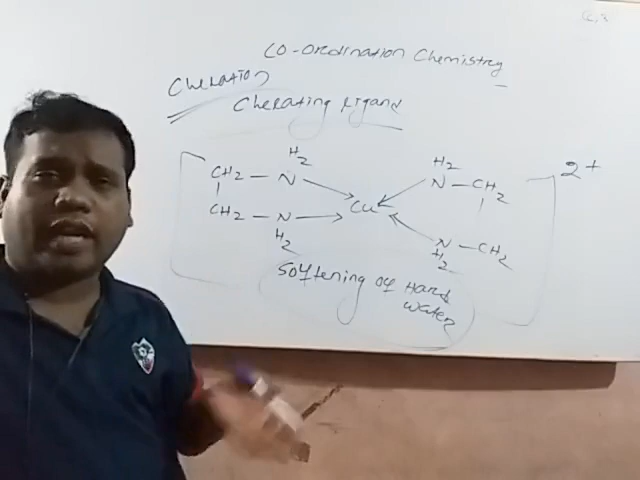 Co-ordination Chemistry
Chelation
Chelating Ligand
H2 H2
CH2 — N N — CH2 2+
Cu
CH2 — N N — CH2
H2 H2
Softening of Hard
water